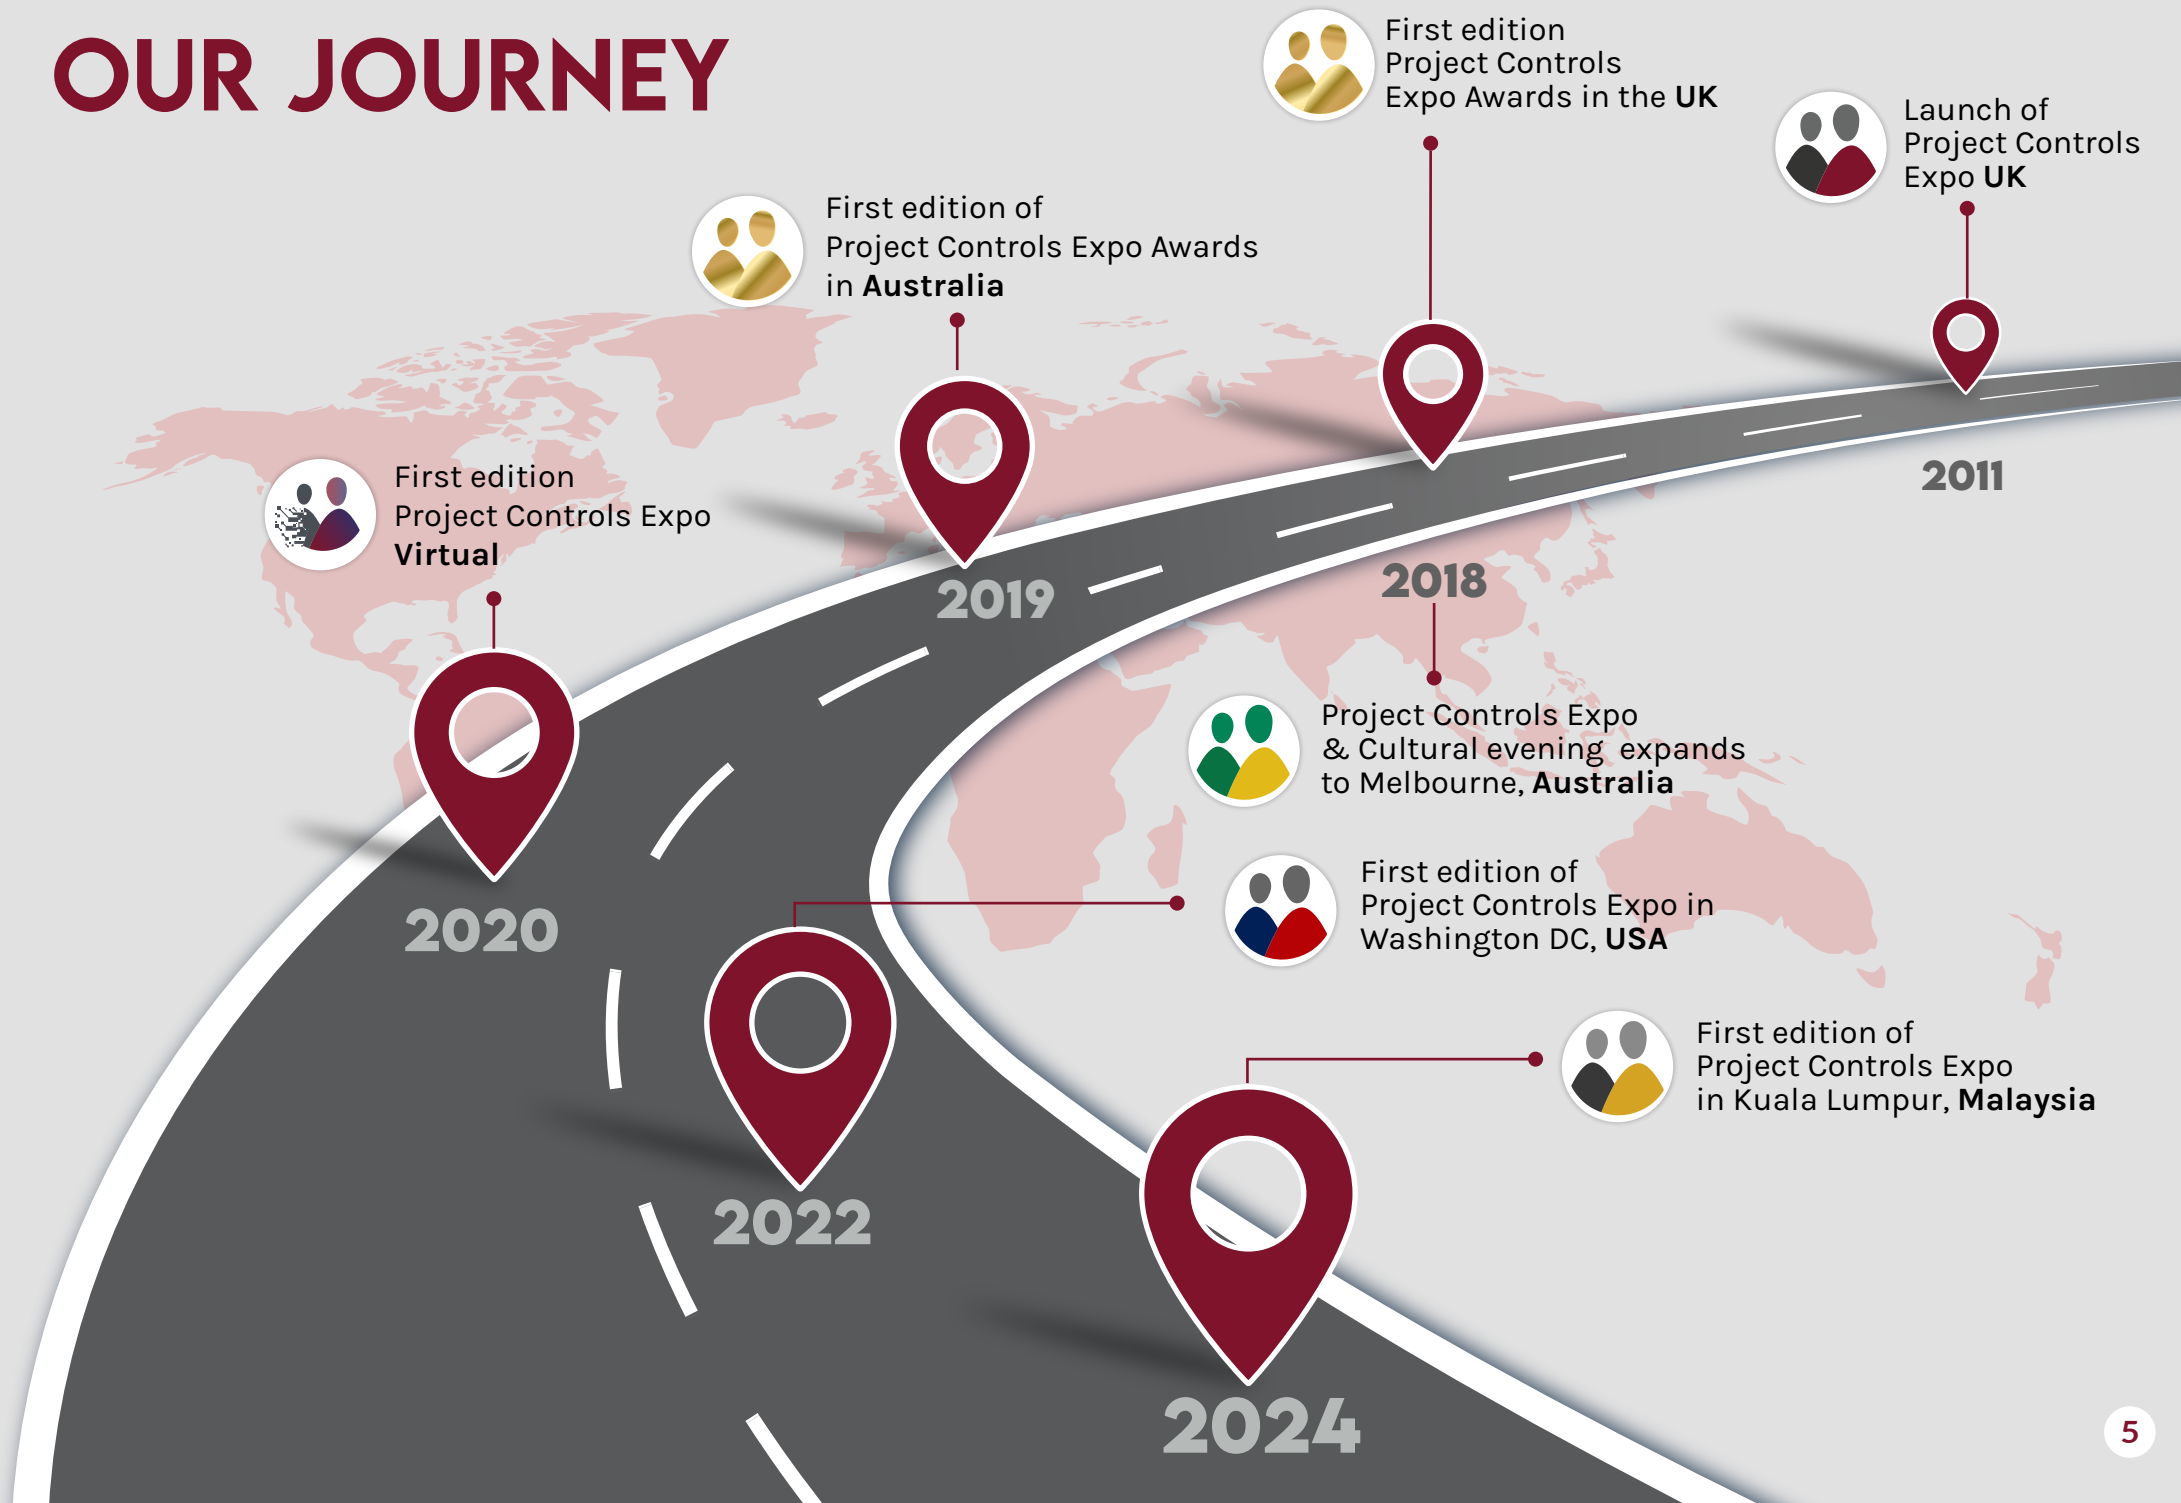 OUR JOURNEY
First edition
Project Controls
Expo Awards in the UK
Launch of
Project Controls
Expo UK
First edition of
Project Controls Expo Awards
in Australia
First edition
Project Controls Expo
Virtual
2011
2018
2019
Project Controls Expo
& Cultural evening expands
to Melbourne, Australia
First edition of
Project Controls Expo in
Washington DC, USA
2020
First edition of
Project Controls Expo
in Kuala Lumpur, Malaysia
2022
2024
5